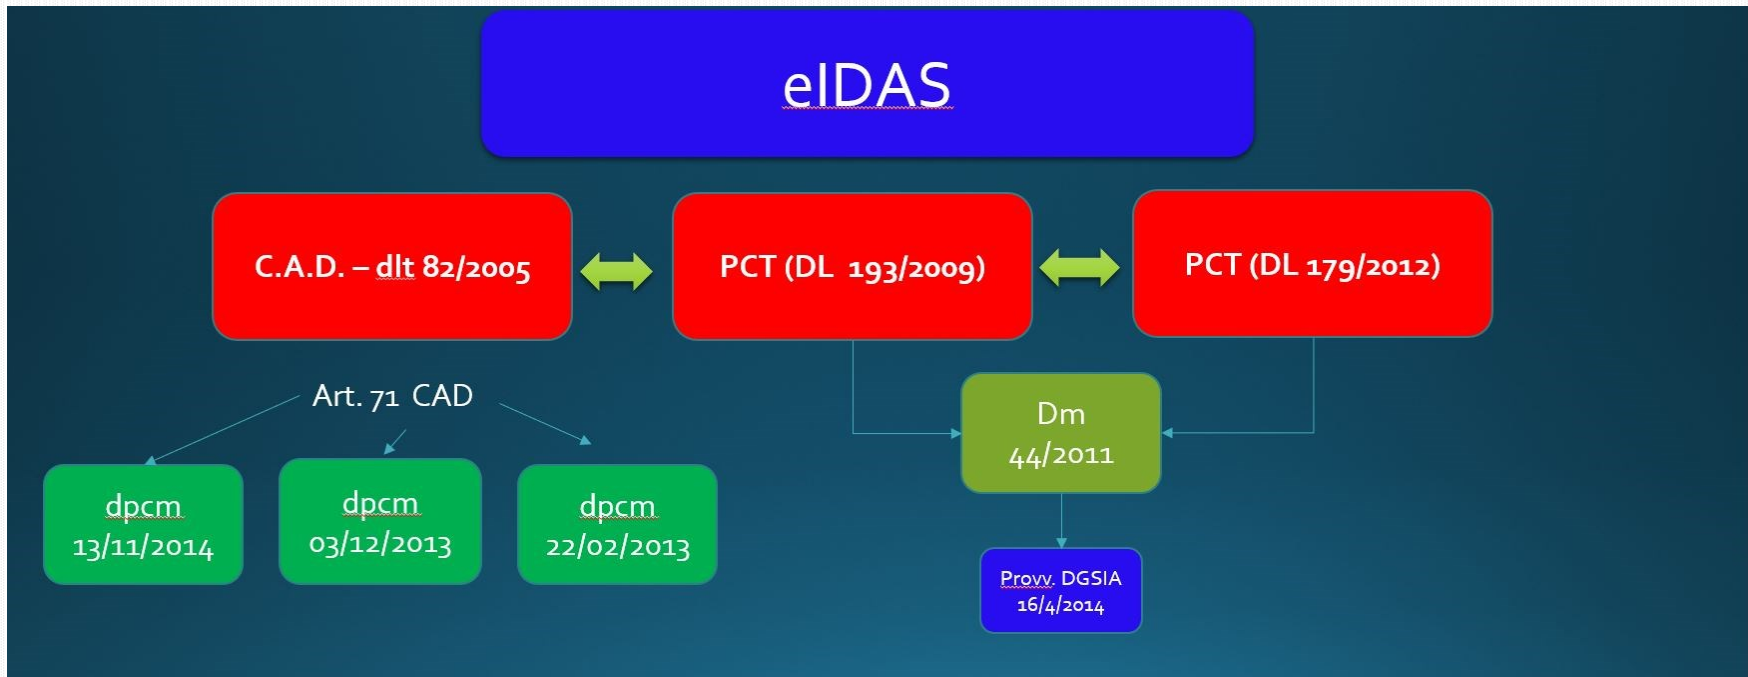 eIDAS
C.A.D. – dlt 82/2005
PCT (DL 193/2009)
PCT (DL 179/2012)
Art. 71 CAD
Dm
44/2011
dpcm
13/11/2014
dpcm
03/12/2013
dpcm
22/02/2013
Provv. DGSIA
16/4/2014